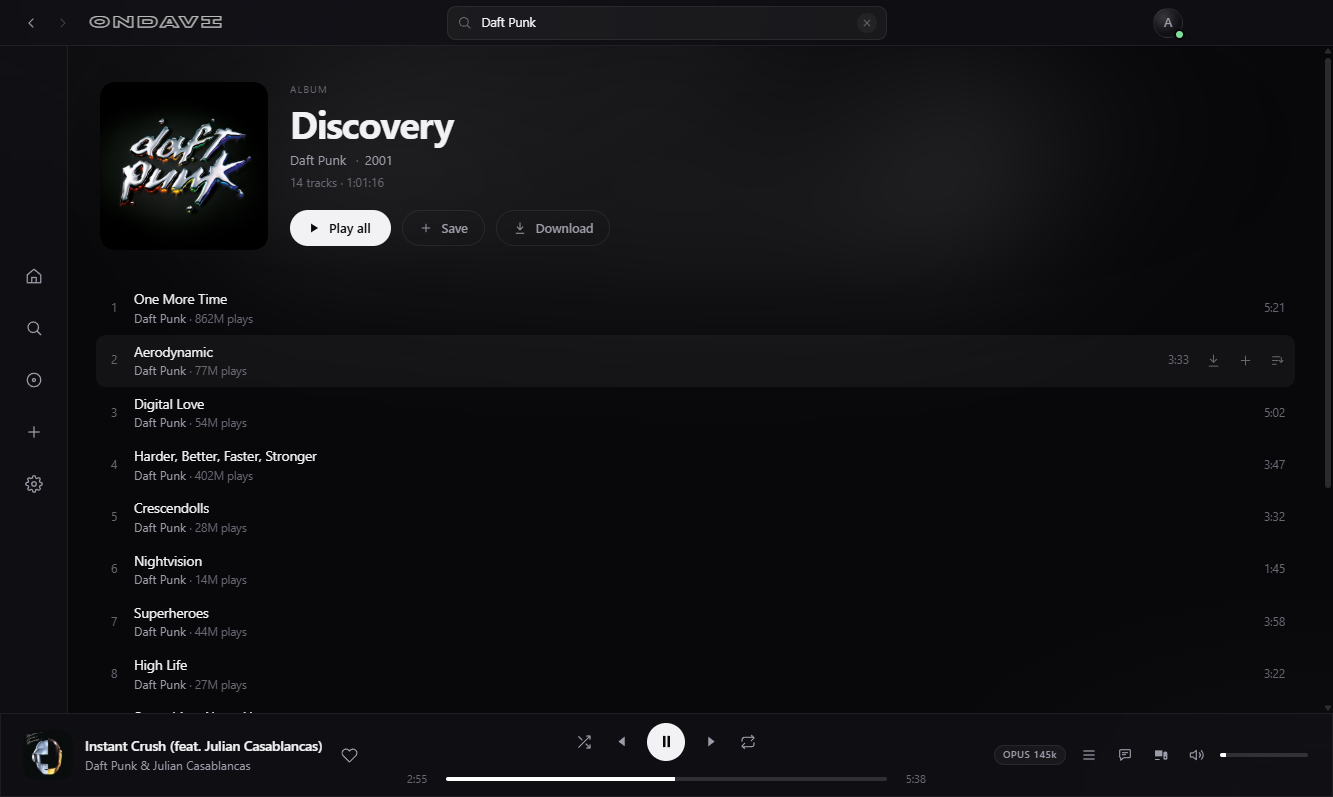 ONDAVI
Daft Punk
A
daft
punk
ALBUM
Discovery
Daft Punk · 2001
14 tracks · 1:01:16
Play all
Save
Download
1 One More Time 5:21
Daft Punk · 862M plays
2 Aerodynamic 3:33
Daft Punk · 77M plays
3 Digital Love 5:02
Daft Punk · 54M plays
4 Harder, Better, Faster, Stronger 3:47
Daft Punk · 402M plays
5 Crescendolls 3:32
Daft Punk · 28M plays
6 Nightvision 1:45
Daft Punk · 14M plays
7 Superheroes 3:58
Daft Punk · 44M plays
8 High Life 3:22
Daft Punk · 27M plays
Instant Crush (feat. Julian Casablancas)
Daft Punk & Julian Casablancas
2:55
5:38
OPUS 145k